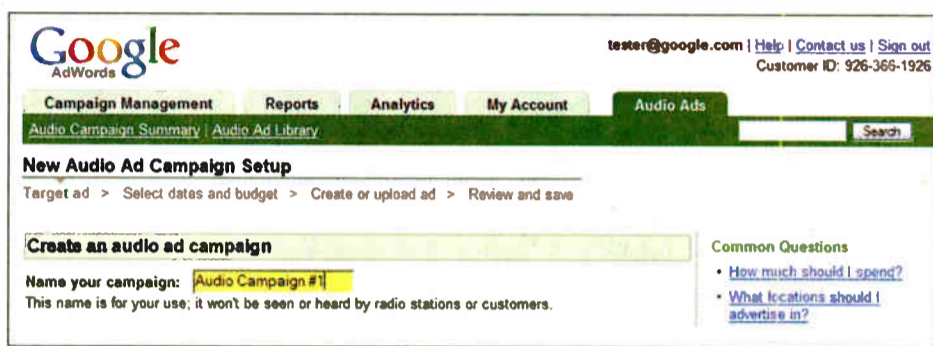 Google
AdWords
tester@google.com | Help | Contact us | Sign out
Customer ID: 926-366-1926
Campaign Management Reports Analytics My Account Audio Ads
Audio Campaign Summary | Audio Ad Library
Search
New Audio Ad Campaign Setup
Target ad > Select dates and budget > Create or upload ad > Review and save
Create an audio ad campaign
Name your campaign: Audio Campaign #1
This name is for your use; it won't be seen or heard by radio stations or customers.
Common Questions
• How much should I spend?
• What locations should I
advertise in?